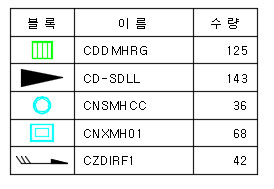 블록 이름 수량
CDDMHRG 125
CD-SDLL 143
CNSMHCC 36
CNXMH01 68
CZDIRF1 42